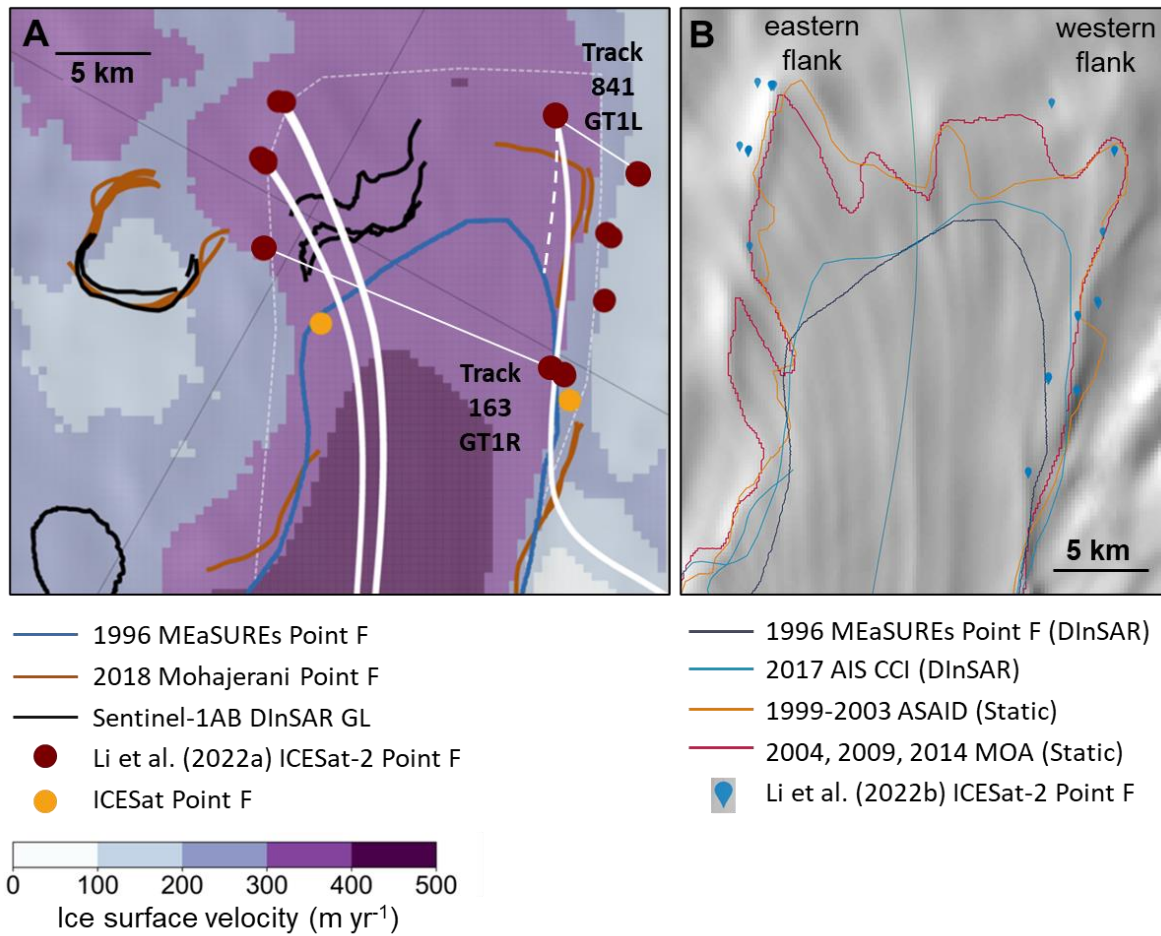 A
5 km
Track
841
GT1L
Track
163
GT1R
B
eastern
flank
western
flank
5 km
1996 MEaSUREs Point F
2018 Mohajerani Point F
Sentinel-1AB DInSAR GL
Li et al. (2022a) ICESat-2 Point F
ICESat Point F
0 100 200 300 400 500
Ice surface velocity (m yr⁻¹)
1996 MEaSUREs Point F (DInSAR)
2017 AIS CCI (DInSAR)
1999-2003 ASAID (Static)
2004, 2009, 2014 MOA (Static)
Li et al. (2022b) ICESat-2 Point F